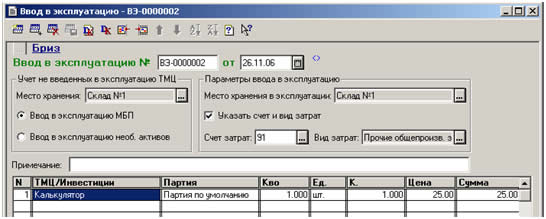 Ввод в эксплуатацию - ВЭ-0000002
Бриз
Ввод в эксплуатацию № ВЭ-0000002 от 26.11.06 <>
Учет не введенных в эксплуатацию ТМЦ
Место хранения: Склад №1 ...
Ввод в эксплуатацию МБП
Ввод в эксплуатацию необ. активов
Параметры ввода в эксплуатацию
Место хранения в эксплуатации: Склад №1 ...
Указать счет и вид затрат
Счет затрат: 91 ... Вид затрат: Прочие общепроизв. з ...
Примечание:
N ТМЦ/Инвестиции Партия Кво Ед. К. Цена Сумма
1 Калькулятор Партия по умолчанию 1.000 шт. 1.000 25.00 25.00